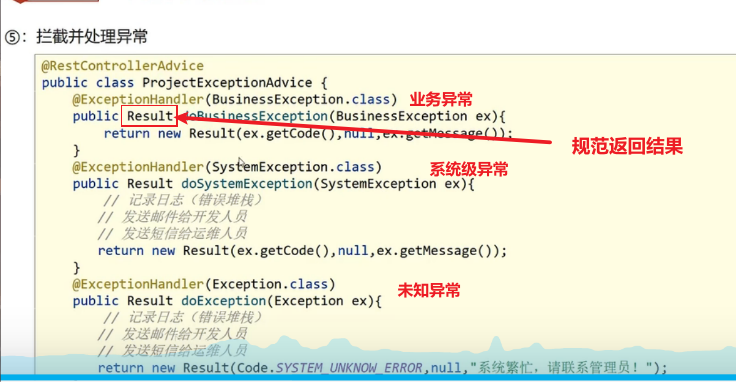 ⑤：拦截并处理异常
@RestControllerAdvice
public class ProjectExceptionAdvice {
@ExceptionHandler(BusinessException.class) 业务异常
public Result doBusinessException(BusinessException ex){
return new Result(ex.getCode(),null,ex.getMessage());
规范返回结果
}
@ExceptionHandler(SystemException.class) 系统级异常
public Result doSystemException(SystemException ex){
// 记录日志（错误堆栈）
// 发送邮件给开发人员
// 发送短信给运维人员
return new Result(ex.getCode(),null,ex.getMessage());
}
@ExceptionHandler(Exception.class) 未知异常
public Result doException(Exception ex){
// 记录日志（错误堆栈）
// 发送邮件给开发人员
// 发送短信给运维人员
return new Result(Code.SYSTEM_UNKNOW_ERROR,null,"系统繁忙，请联系管理员！");